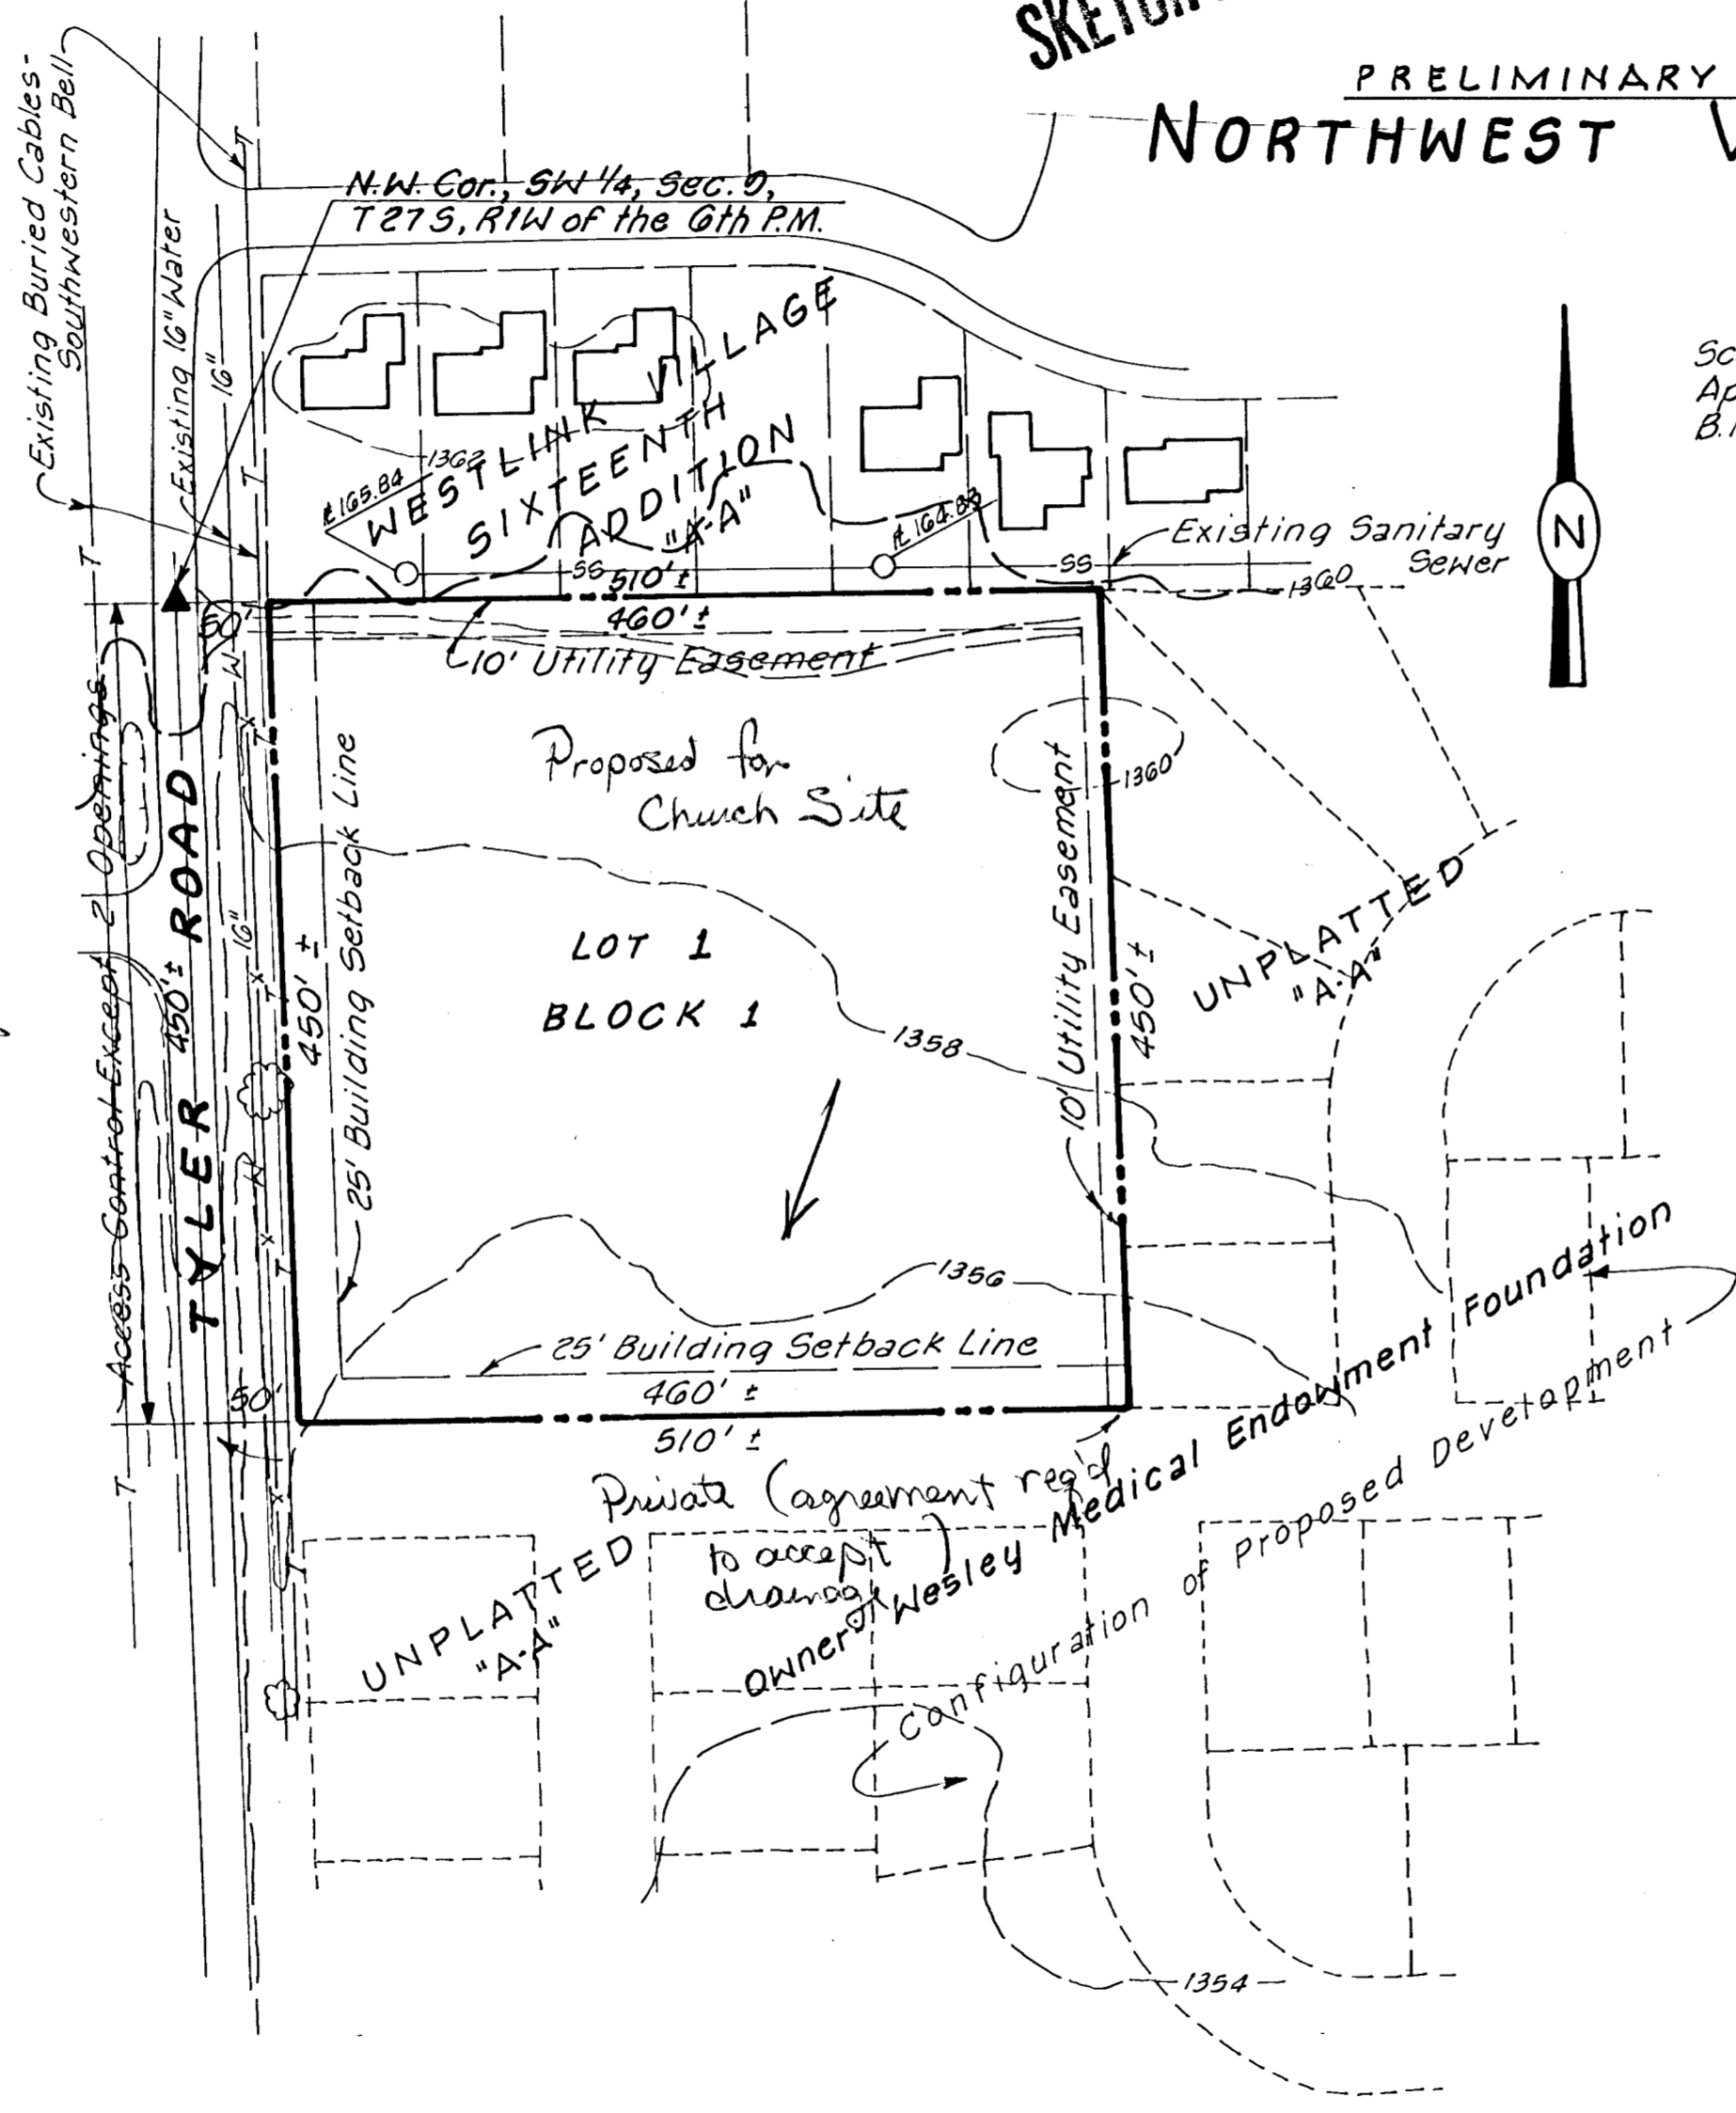 PRELIMINARY
NORTHWEST
Existing Buried Cables-
Southwestern Bell
Existing 16" Water
16"
T
N.W. Cor., SW 1/4, Sec. 9,
T27S, R1W of the 6th P.M.
WESTLINK VILLAGE
SIXTEENTH
ADDITION
"A-A"
1362
℄ 165.84
℄ 164.83
Existing Sanitary
Sewer
SS
SS
1360
N
510' ±
460' ±
50'
10' Utility Easement
Proposed for
Church Site
1360
25' Building Setback Line
10' Utility Easement
LOT 1
BLOCK 1
450' ±
450' ±
450' ±
TYLER ROAD
Access Control Except 2 Openings
16"
W
W
UNPLATTED
"A-A"
1358
1356
25' Building Setback Line
460' ±
510' ±
50'
Private (agreement req'd
to accept)
drainage
UNPLATTED
"A-A"
Owner: Wesley Medical Endowment Foundation
Configuration of Proposed Development
1354